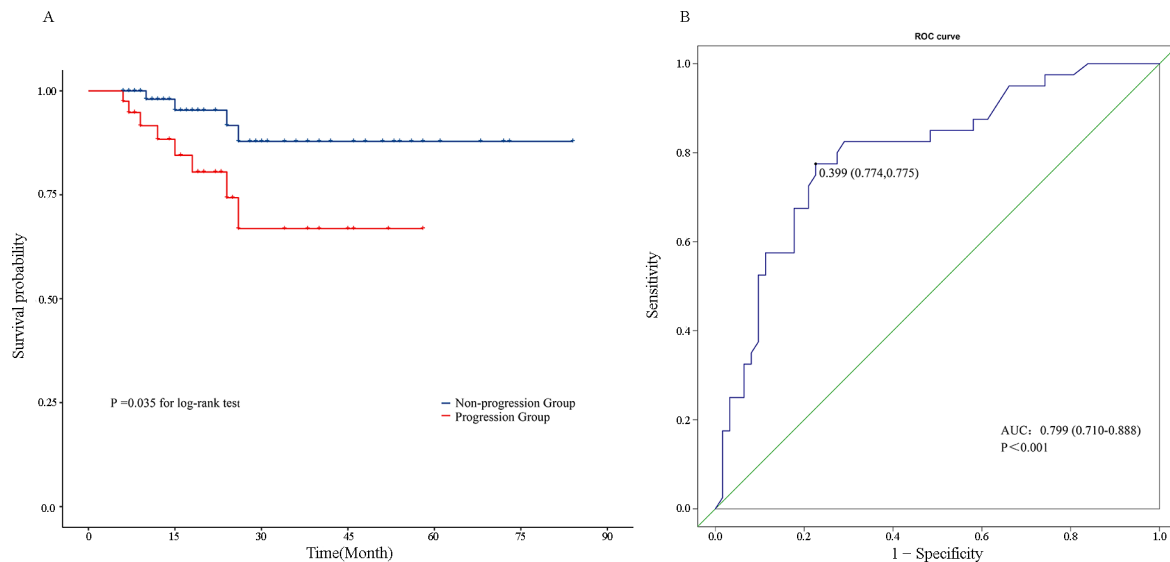 A
Survival probability
1.00
0.75
0.50
0.25
0.0
P =0.035 for log-rank test
Non-progression Group
Progression Group
0 15 30 45 60 75 90
Time(Month)
B
ROC curve
Sensitivity
1.0
0.8
0.6
0.4
0.2
0.0
0.399 (0.774,0.775)
AUC： 0.799 (0.710-0.888)
P＜0.001
0.0 0.2 0.4 0.6 0.8 1.0
1 − Specificity